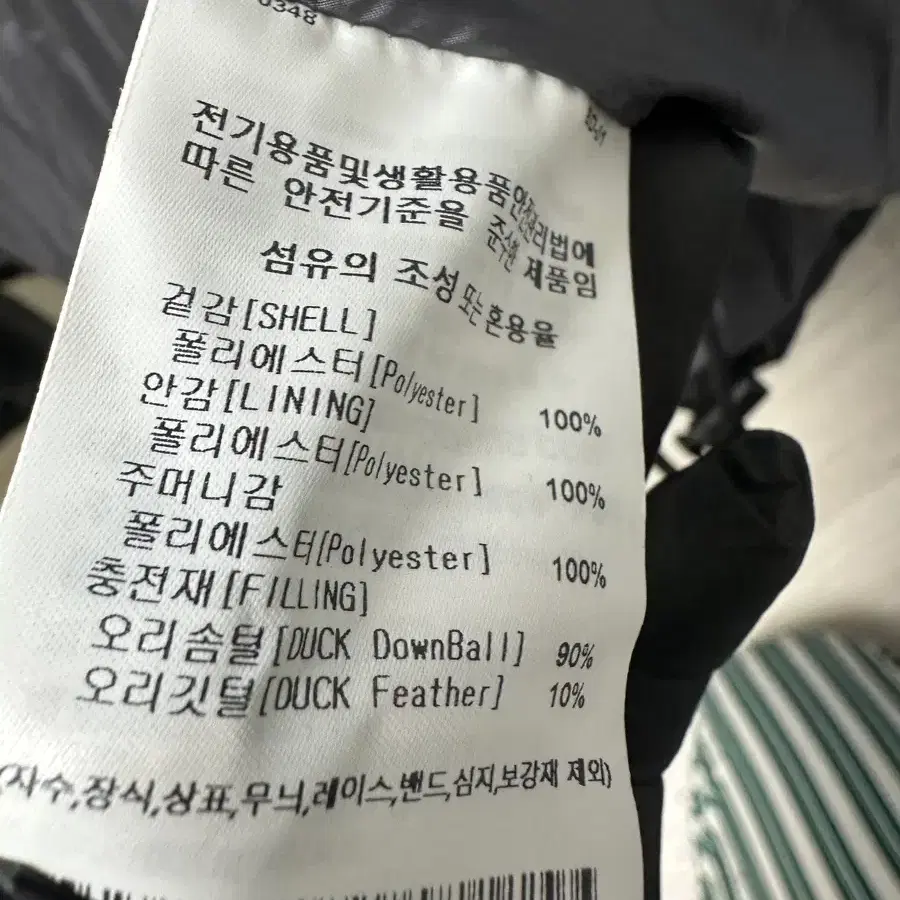 0348
전기용품및생활용품안전관리법에
따른 안전기준을 준수한 제품임
섬유의 조성 또는 혼용율
겉감[SHELL]
폴리에스터[Polyester] 100%
안감[LINING]
폴리에스터[Polyester] 100%
주머니감
폴리에스터[Polyester] 100%
충전재[FILLING]
오리솜털[DUCK DownBall] 90%
오리깃털[DUCK Feather] 10%
(자수,장식,상표,무늬,레이스,밴드,심지,보강재 제외)